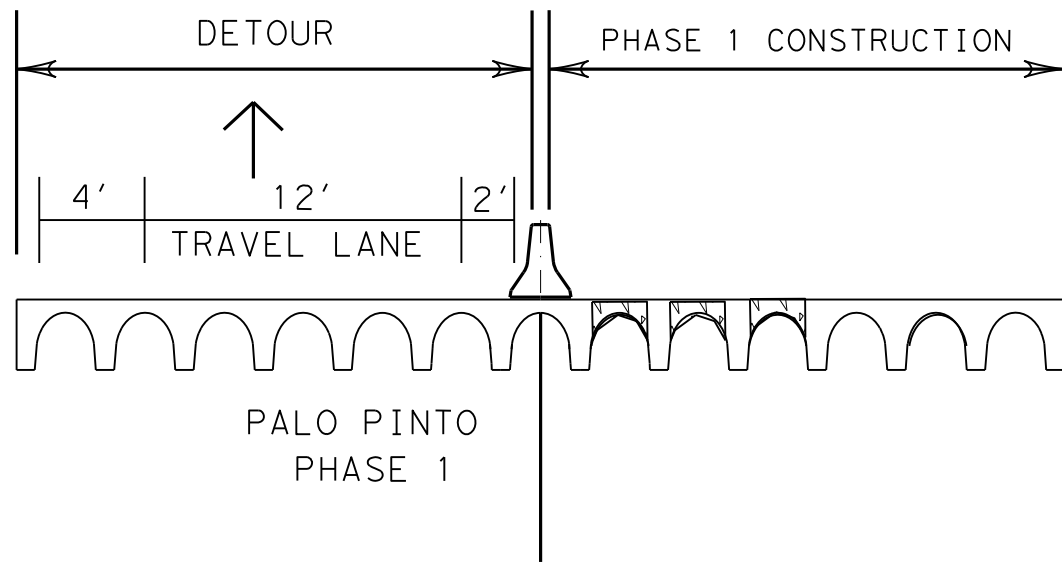 DETOUR
PHASE 1 CONSTRUCTION
4' 12' 2'
TRAVEL LANE
PALO PINTO
PHASE 1